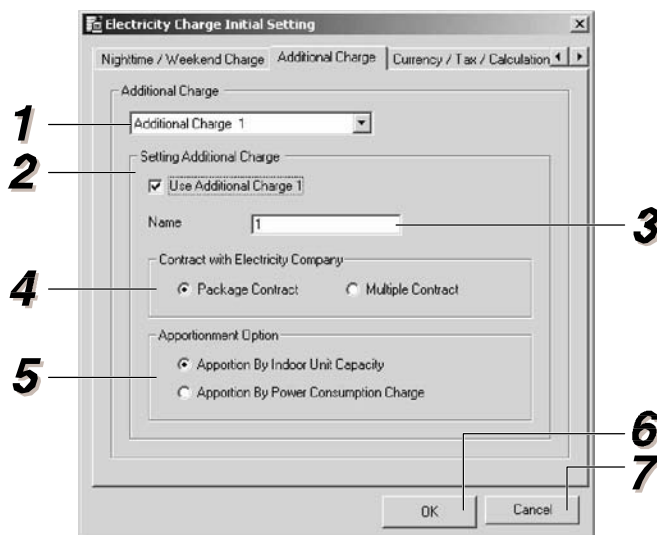 Electricity Charge Initial Setting
Nighttime / Weekend Charge
Additional Charge
Currency / Tax / Calculation
Additional Charge
1
Additional Charge 1
Setting Additional Charge
2
Use Additional Charge 1
Name
1
3
Contract with Electricity Company
4
Package Contract
Multiple Contract
Apportionment Option
5
Apportion By Indoor Unit Capacity
Apportion By Power Consumption Charge
6
7
OK
Cancel